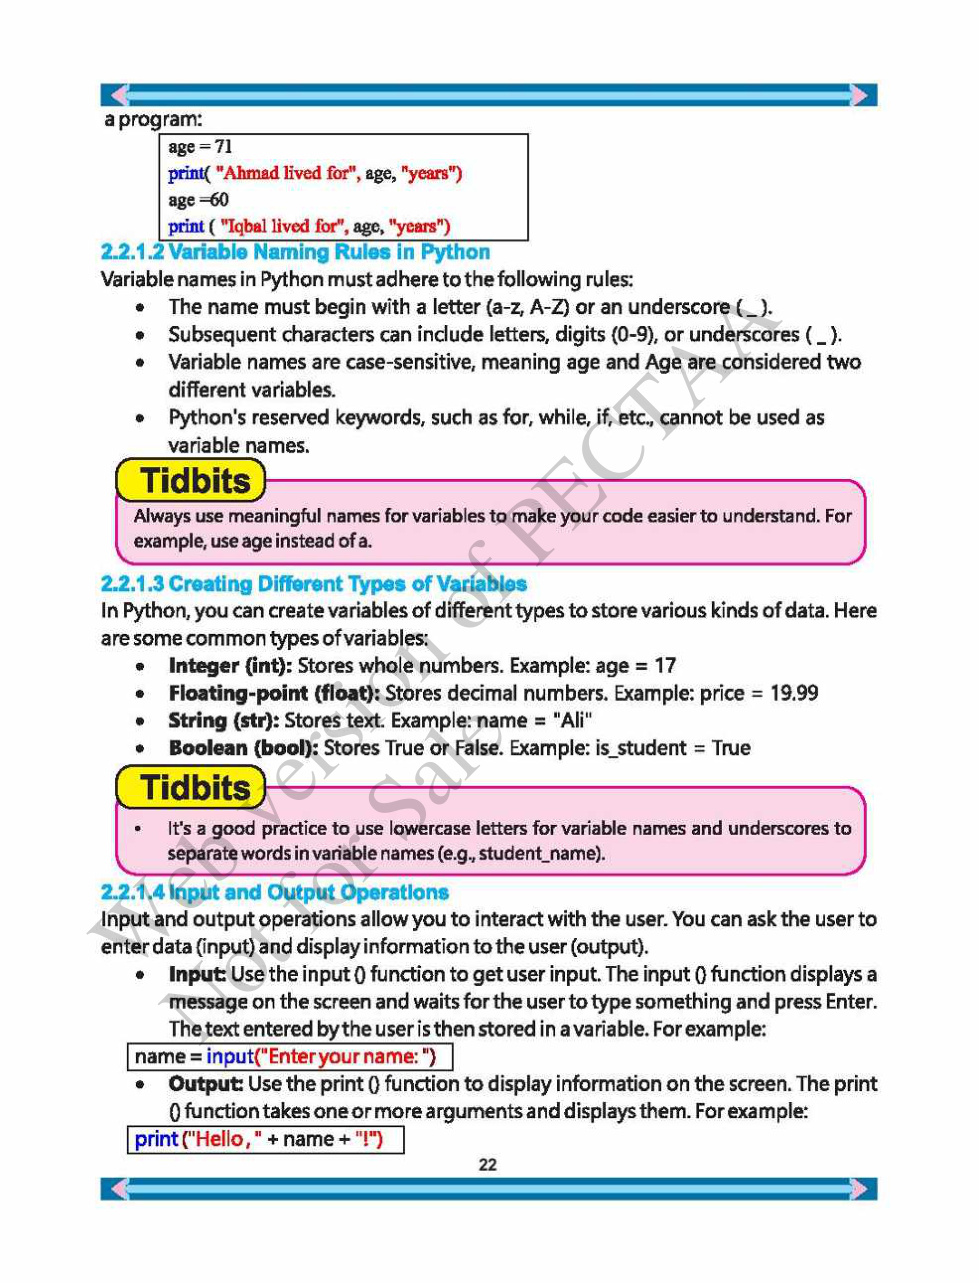 a program:
age = 71
print( "Ahmad lived for", age, "years")
age =60
print ( "Iqbal lived for", age, "years")
2.2.1.2 Variable Naming Rules in Python
Variable names in Python must adhere to the following rules:
• The name must begin with a letter (a-z, A-Z) or an underscore ( _ ).
• Subsequent characters can include letters, digits (0-9), or underscores ( _ ).
• Variable names are case-sensitive, meaning age and Age are considered two
different variables.
• Python's reserved keywords, such as for, while, if, etc., cannot be used as
variable names.
Tidbits
Always use meaningful names for variables to make your code easier to understand. For
example, use age instead of a.
2.2.1.3 Creating Different Types of Variables
In Python, you can create variables of different types to store various kinds of data. Here
are some common types of variables:
• Integer (int): Stores whole numbers. Example: age = 17
• Floating-point (float): Stores decimal numbers. Example: price = 19.99
• String (str): Stores text. Example: name = "Ali"
• Boolean (bool): Stores True or False. Example: is_student = True
Tidbits
• It's a good practice to use lowercase letters for variable names and underscores to
separate words in variable names (e.g., student_name).
2.2.1.4 Input and Output Operations
Input and output operations allow you to interact with the user. You can ask the user to
enter data (input) and display information to the user (output).
• Input: Use the input () function to get user input. The input () function displays a
message on the screen and waits for the user to type something and press Enter.
The text entered by the user is then stored in a variable. For example:
name = input("Enter your name: ")
• Output: Use the print () function to display information on the screen. The print
() function takes one or more arguments and displays them. For example:
print ("Hello , " + name + "!")
22
Web version of PECTAA
Not for Sale